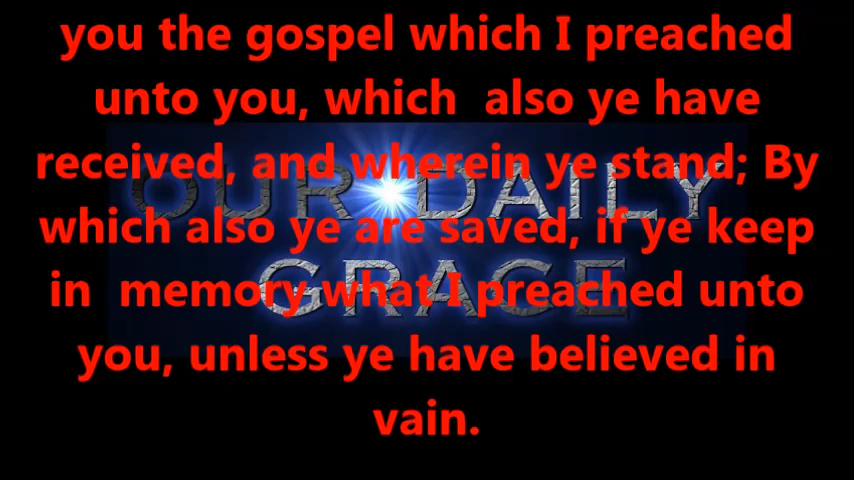 you the gospel which I preached
unto you, which  also ye have
received, and wherein ye stand; By
OUR DAILY
which also ye are saved, if ye keep
in  memory what I preached unto
GRACE
you, unless ye have believed in
vain.